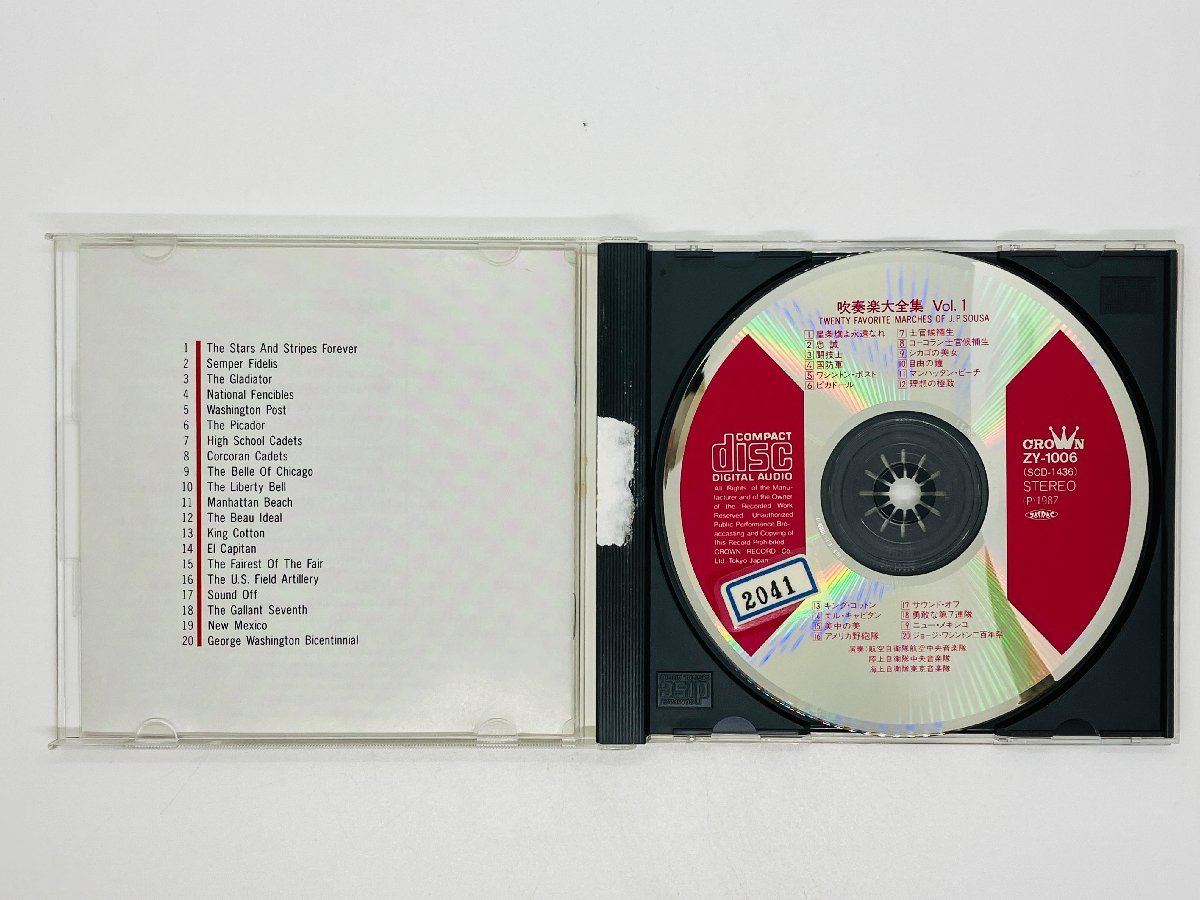 1 The Stars And Stripes Forever
2 Semper Fidelis
3 The Gladiator
4 National Fencibles
5 Washington Post
6 The Picador
7 High School Cadets
8 Corcoran Cadets
9 The Belle Of Chicago
10 The Liberty Bell
11 Manhattan Beach
12 The Beau Ideal
13 King Cotton
14 El Capitan
15 The Fairest Of The Fair
16 The U.S. Field Artillery
17 Sound Off
18 The Gallant Seventh
19 New Mexico
20 George Washington Bicentinnial
吹奏楽大全集 Vol.1
TWENTY FAVORITE MARCHES OF J.P.SOUSA
1 星条旗よ永遠なれ
2 忠誠
3 闘技士
4 国防軍
5 ワシントン・ポスト
6 ピカドール
7 士官候補生
8 コーコラン士官候補生
9 シカゴの美女
10 自由の鐘
11 マンハッタン・ビーチ
12 理想の極致
COMPACT
disc
DIGITAL AUDIO
All Rights of the Manu-
facturer and of the Owner
of the Recorded Work
Reserved Unauthorized
Public Performance,Bro-
accasting and Copying of
this Record Prohibited
CROWN RECORD Co.,
Ltd. Tokyo Japan
CROWN
ZY-1006
(SCD-1436)
STEREO
(P)1987
2041
13 キング・コットン
14 エル・キャピタン
15 美中の美
16 アメリカ野砲隊
17 サウンド・オフ
18 勇敢な第7連隊
19 ニュー・メキシコ
20 ジョージ・ワシントン二百年祭
演奏:航空自衛隊航空中央音楽隊
陸上自衛隊中央音楽隊
海上自衛隊東京音楽隊
disc